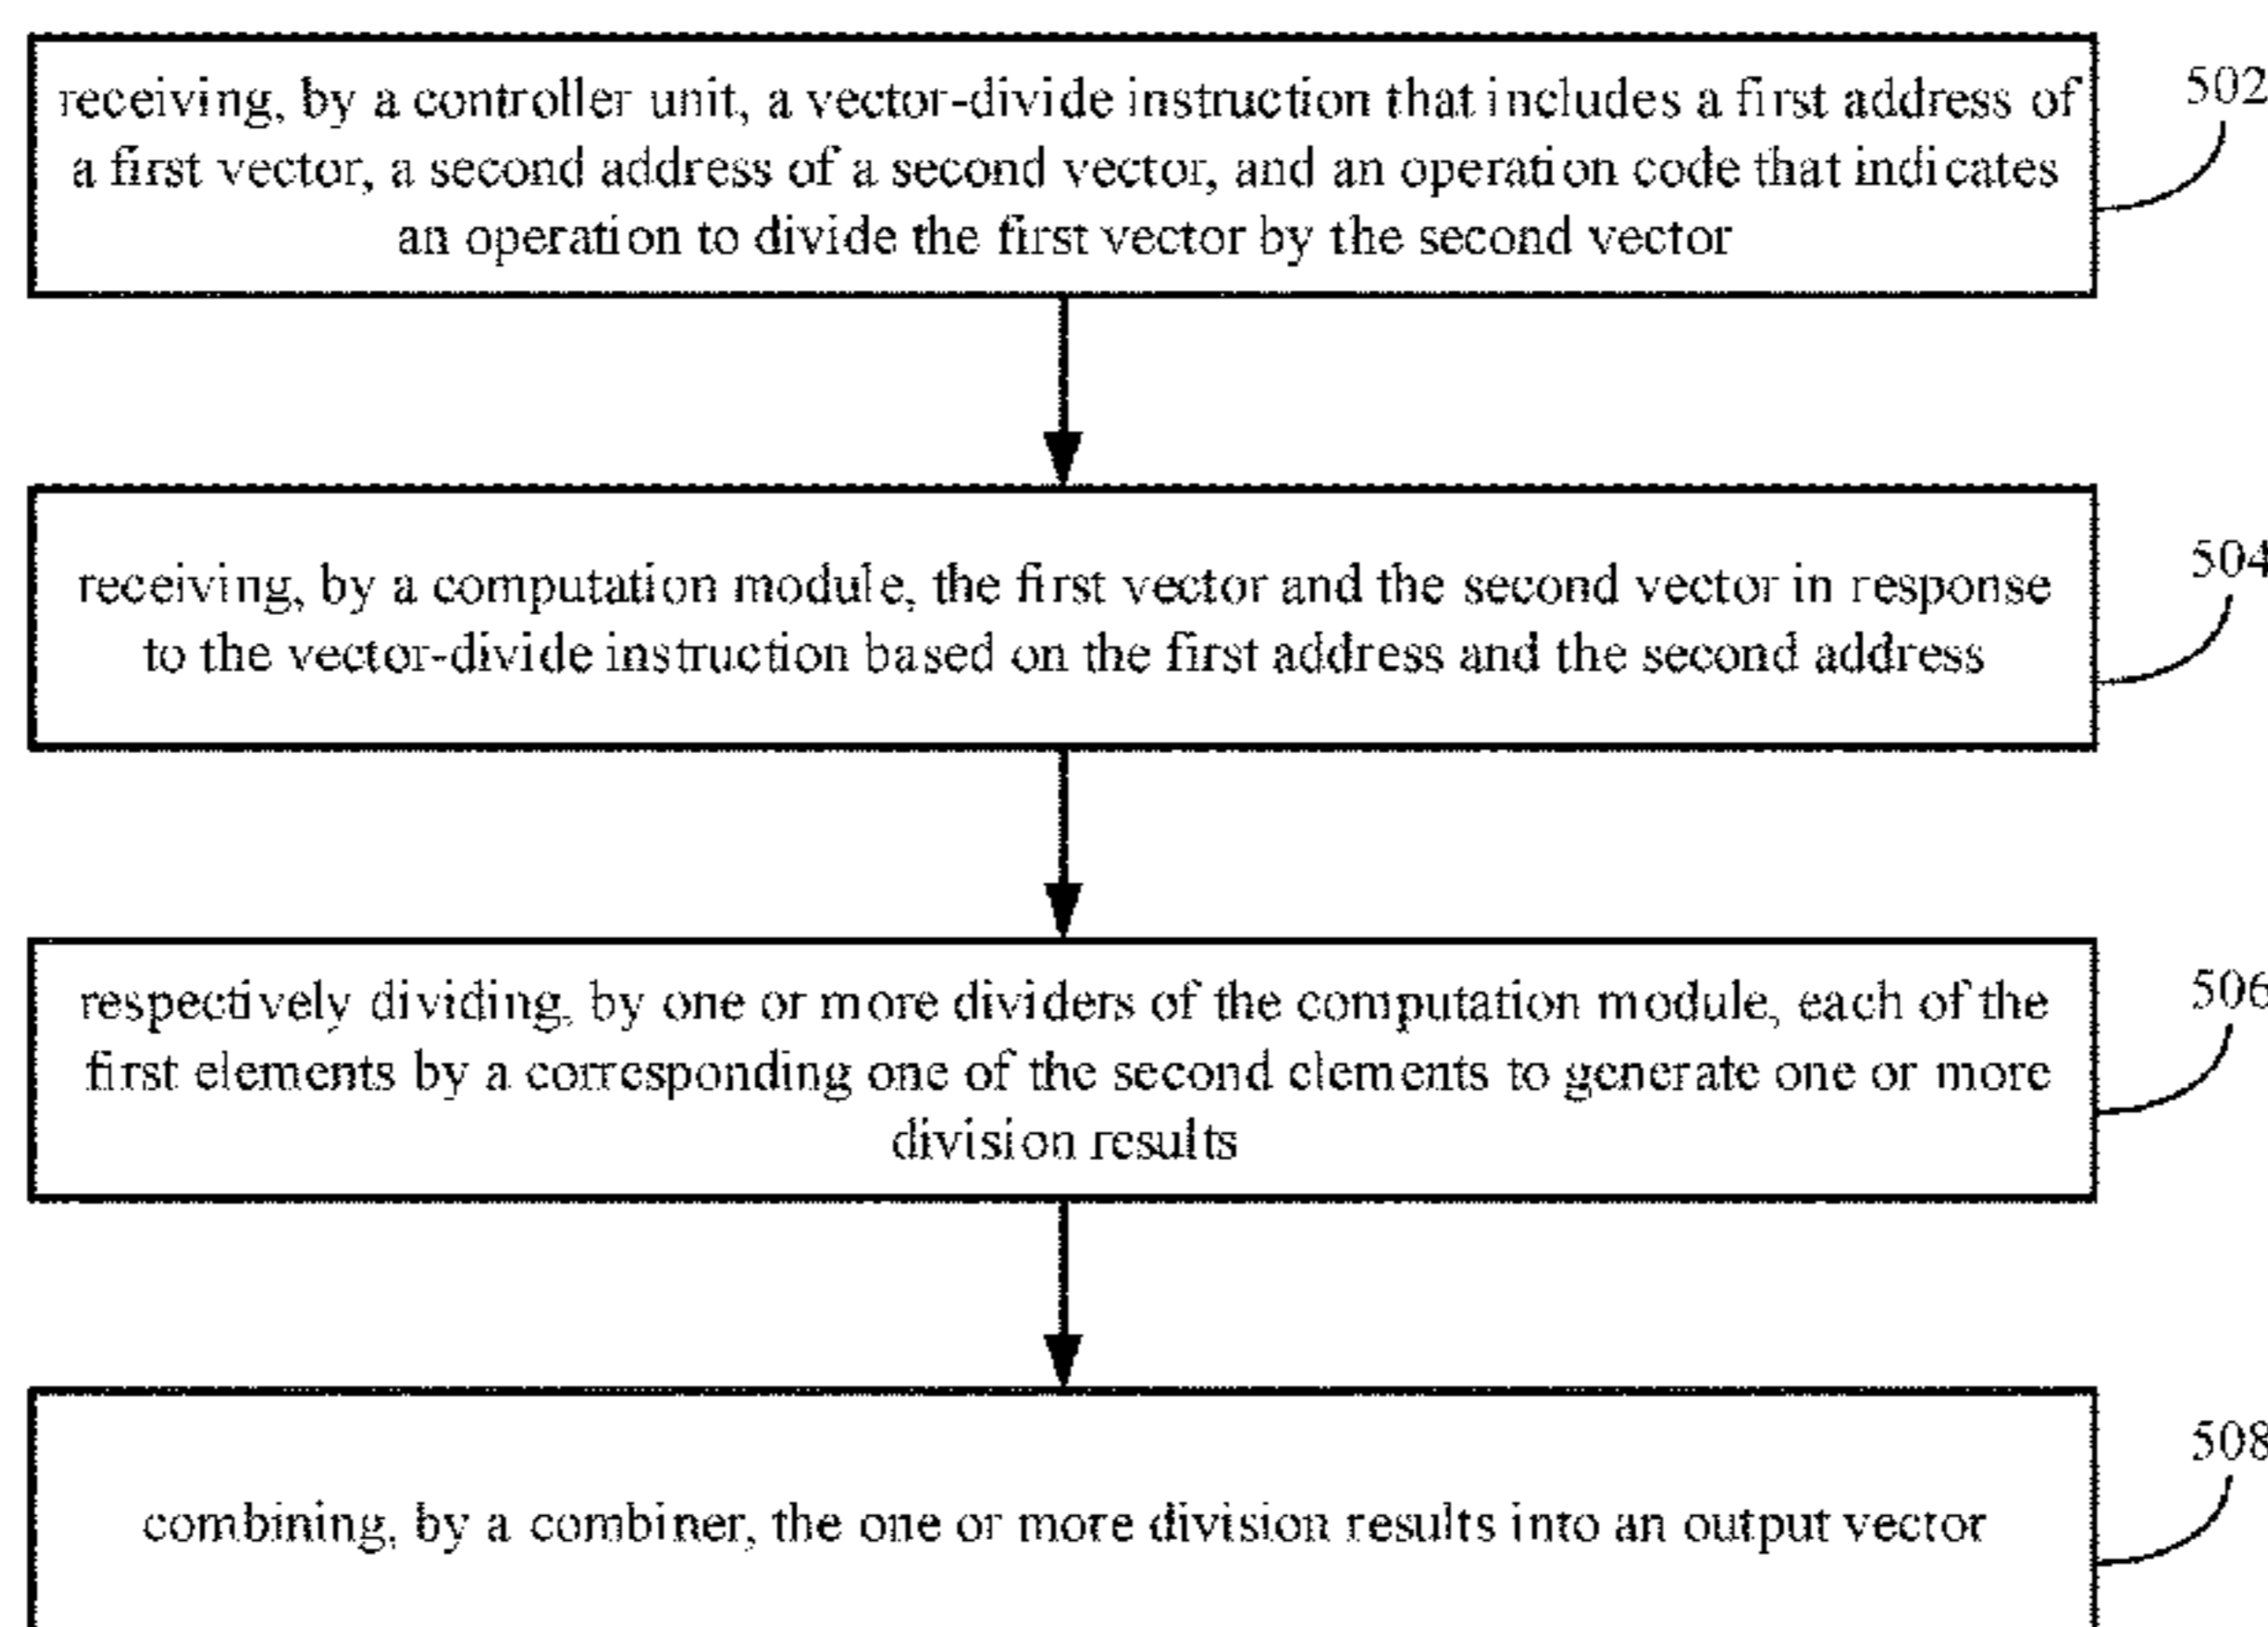 receiving, by a controller unit, a vector-divide instruction that includes a first address of
a first vector, a second address of a second vector, and an operation code that indicates
an operation to divide the first vector by the second vector
502
receiving, by a computation module, the first vector and the second vector in response
to the vector-divide instruction based on the first address and the second address
504
respectively dividing, by one or more dividers of the computation module, each of the
first elements by a corresponding one of the second elements to generate one or more
division results
506
combining, by a combiner, the one or more division results into an output vector
508